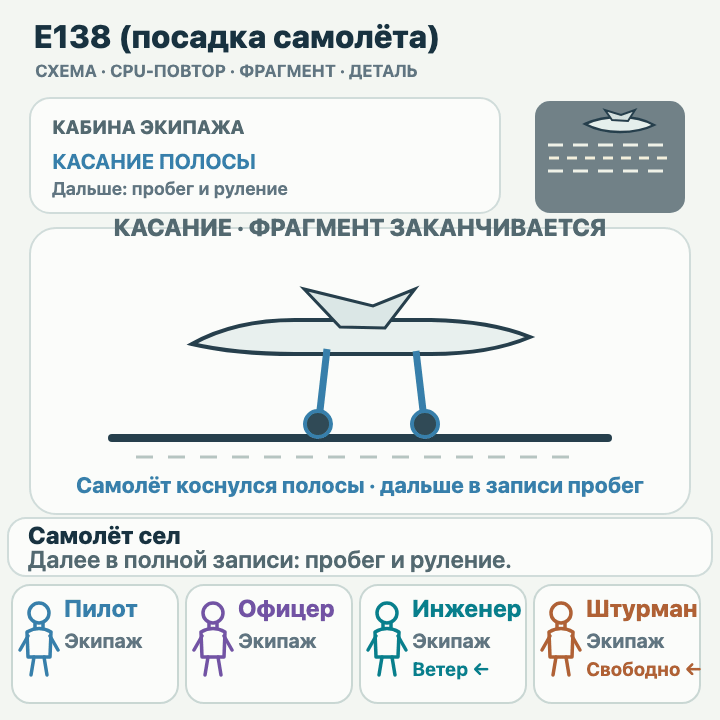 E138 (посадка самолёта)
СХЕМА · CPU-ПОВТОР · ФРАГМЕНТ · ДЕТАЛЬ
КАБИНА ЭКИПАЖА
КАСАНИЕ ПОЛОСЫ
Дальше: пробег и руление
КАСАНИЕ · ФРАГМЕНТ ЗАКАНЧИВАЕТСЯ
Самолёт коснулся полосы · дальше в записи пробег
Самолёт сел
Далее в полной записи: пробег и руление.
Пилот
Экипаж
Офицер
Экипаж
Инженер
Экипаж
Ветер ←
Штурман
Экипаж
Свободно ←